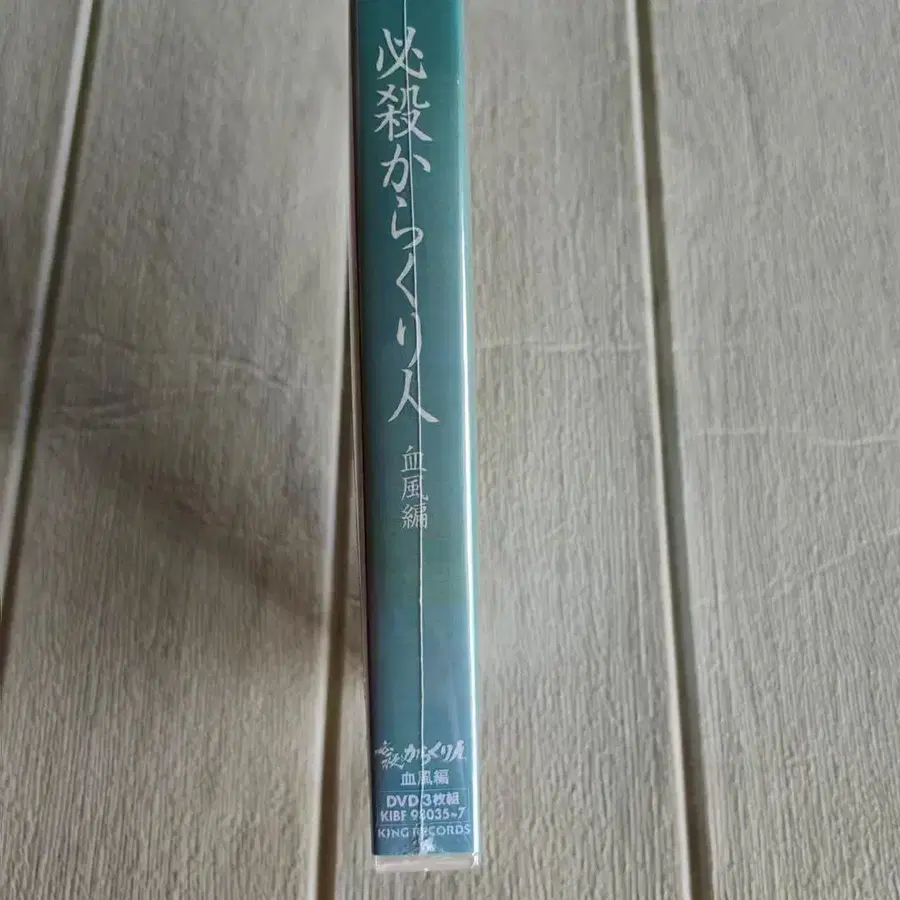 必殺からくり人
血風編
必殺からくり人
血風編
DVD 3枚組
KIBF 98035~7
KING RECORDS